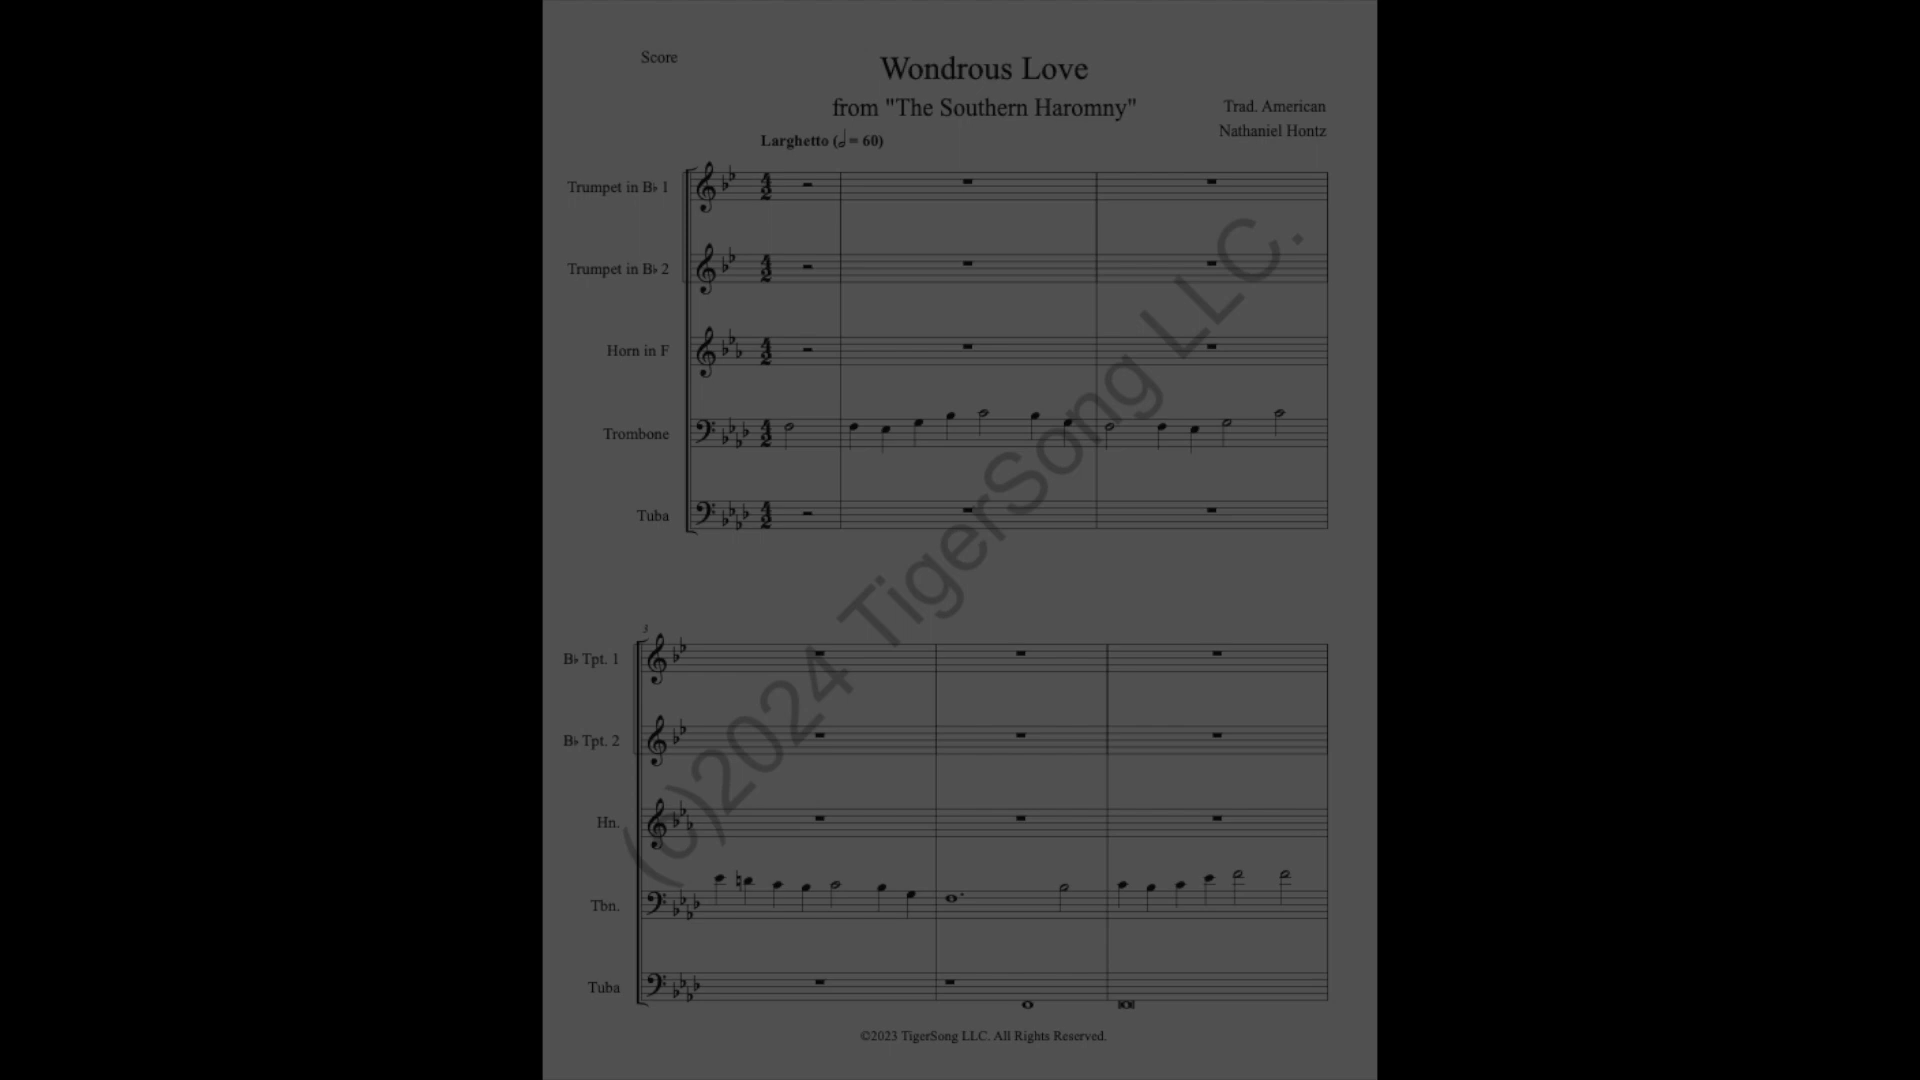 Score
Wondrous Love
from "The Southern Haromny"
Trad. American
Nathaniel Hontz
Larghetto (𝅗𝅥 = 60)
Trumpet in B♭ 1
Trumpet in B♭ 2
Horn in F
Trombone
Tuba
3
B♭ Tpt. 1
B♭ Tpt. 2
Hn.
Tbn.
Tuba
(c)2024 TigerSong LLC.
©2023 TigerSong LLC. All Rights Reserved.